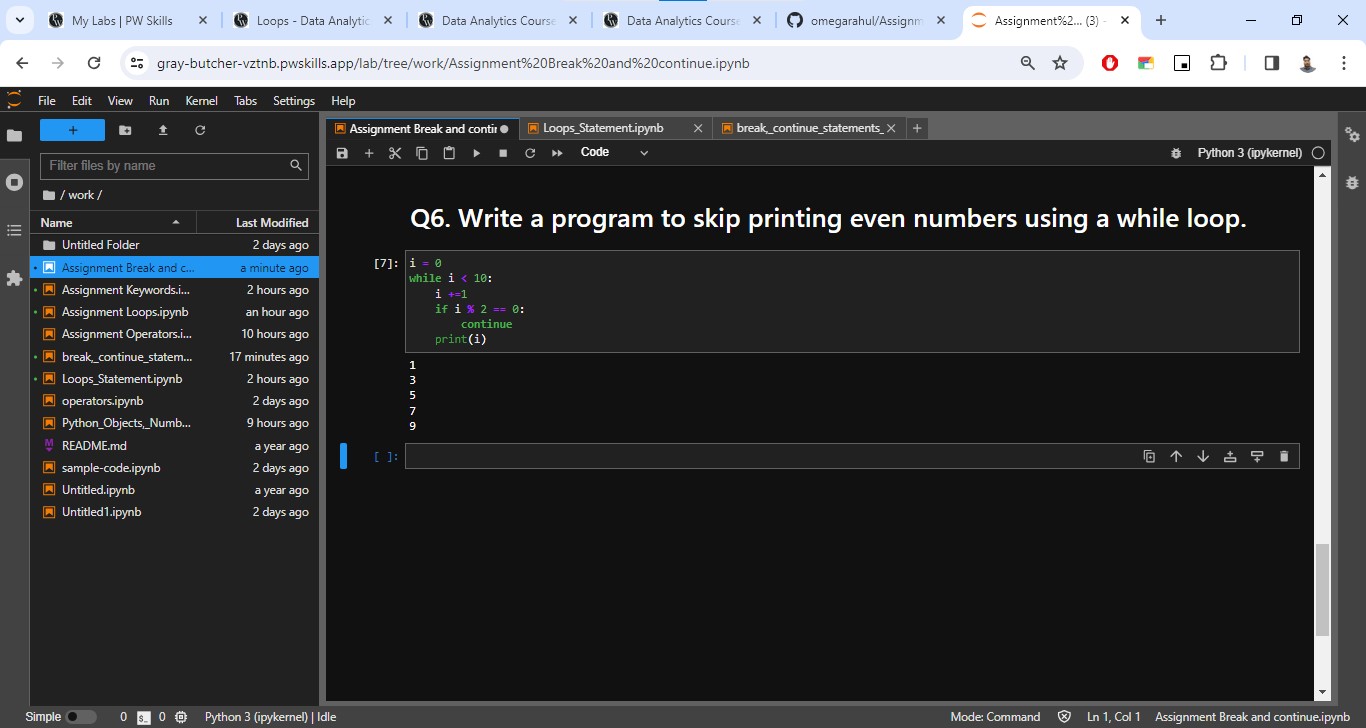 My Labs | PW Skills
Loops - Data Analytic
Data Analytics Course
Data Analytics Course
omegarahul/Assignm
Assignment%2... (3) -
gray-butcher-vztnb.pwskills.app/lab/tree/work/Assignment%20Break%20and%20continue.ipynb
File Edit View Run Kernel Tabs Settings Help
Filter files by name
/ work /
Name Last Modified
Untitled Folder 2 days ago
Assignment Break and c... a minute ago
Assignment Keywords.i... 2 hours ago
Assignment Loops.ipynb an hour ago
Assignment Operators.i... 10 hours ago
break,_continue_statem... 17 minutes ago
Loops_Statement.ipynb 2 hours ago
operators.ipynb 2 days ago
Python_Objects,_Numb... 9 hours ago
README.md a year ago
sample-code.ipynb 2 days ago
Untitled.ipynb a year ago
Untitled1.ipynb 2 days ago
Assignment Break and contin
Loops_Statement.ipynb
break,_continue_statements_
Code
Python 3 (ipykernel)
Q6. Write a program to skip printing even numbers using a while loop.
[7]: i = 0
while i < 10:
i +=1
if i % 2 == 0:
continue
print(i)
1
3
5
7
9
[ ]:
Simple 0 $_ 0 Python 3 (ipykernel) | Idle
Mode: Command Ln 1, Col 1 Assignment Break and continue.ipynb